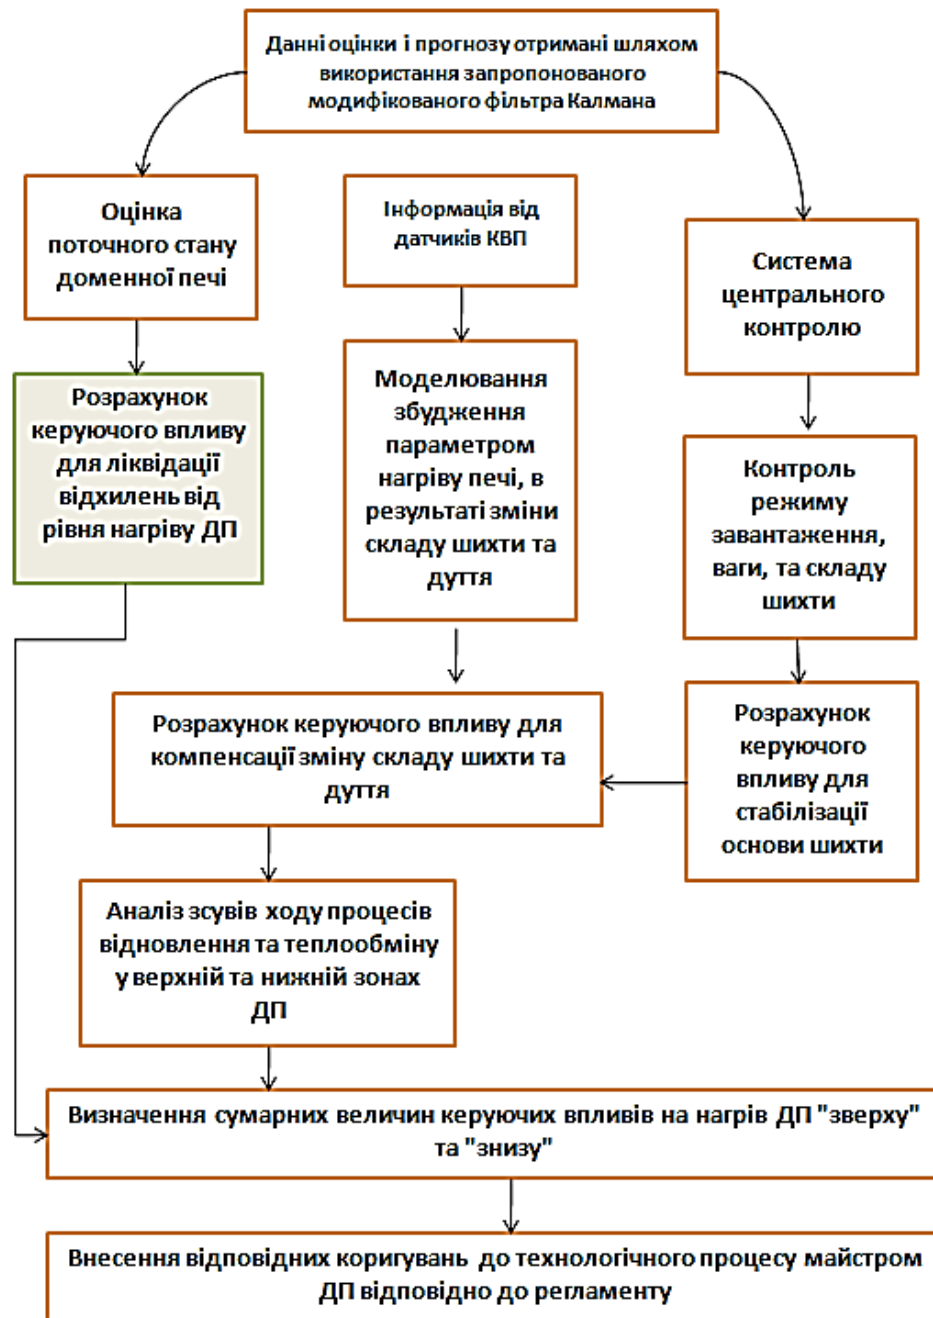 Данні оцінки і прогнозу отримані шляхом
використання запропонованого
модифікованого фільтра Калмана
Оцінка
поточного стану
доменної печі
Інформація від
датчиків КВП
Система
центрального
контролю
Розрахунок
керуючого впливу
для ліквідації
відхилень від
рівня нагріву ДП
Моделювання
збудження
параметром
нагріву печі, в
результаті зміни
складу шихти та
дуття
Контроль
режиму
завантаження,
ваги, та складу
шихти
Розрахунок керуючого впливу для
компенсації зміну складу шихти та
дуття
Розрахунок
керуючого
впливу для
стабілізації
основи шихти
Аналіз зсувів ходу процесів
відновлення та теплообміну
у верхній та нижній зонах
ДП
Визначення сумарних величин керуючих впливів на нагрів ДП "зверху"
та "знизу"
Внесення відповідних коригувань до технологічного процесу майстром
ДП відповідно до регламенту